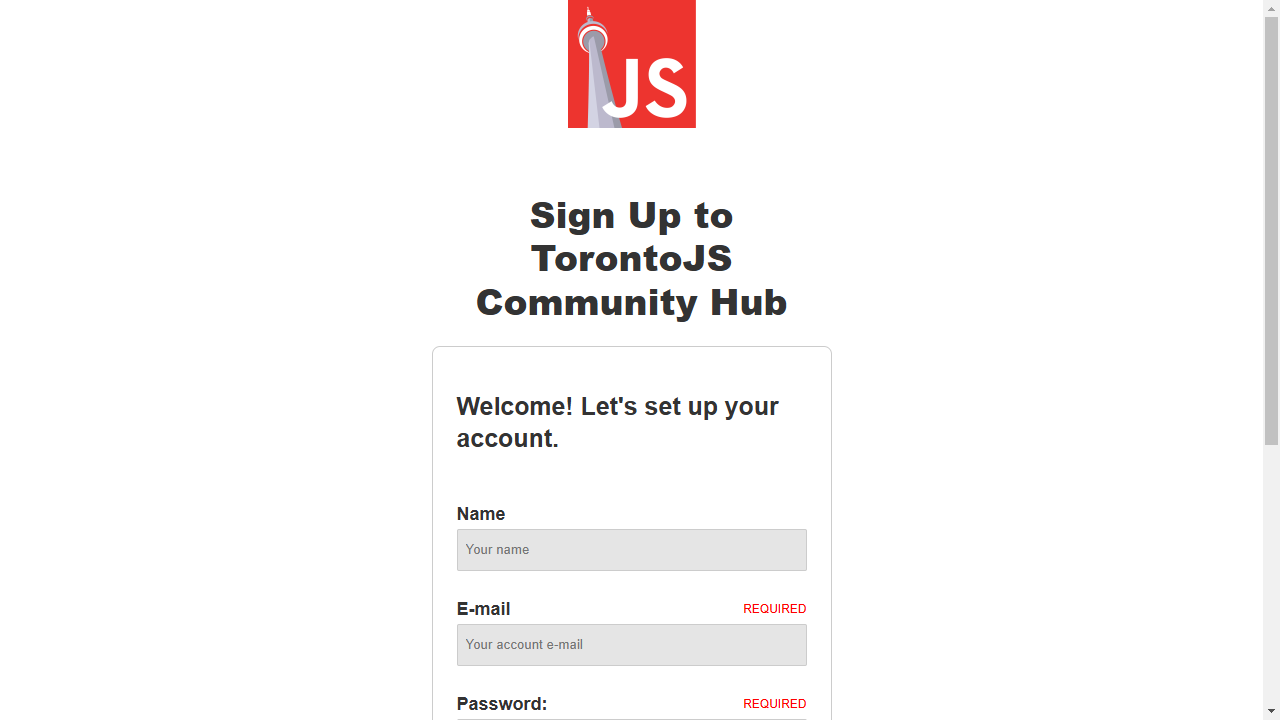 JS
Sign Up to
TorontoJS
Community Hub
Welcome! Let's set up your
account.
Name
Your name
E-mail REQUIRED
Your account e-mail
Password: REQUIRED